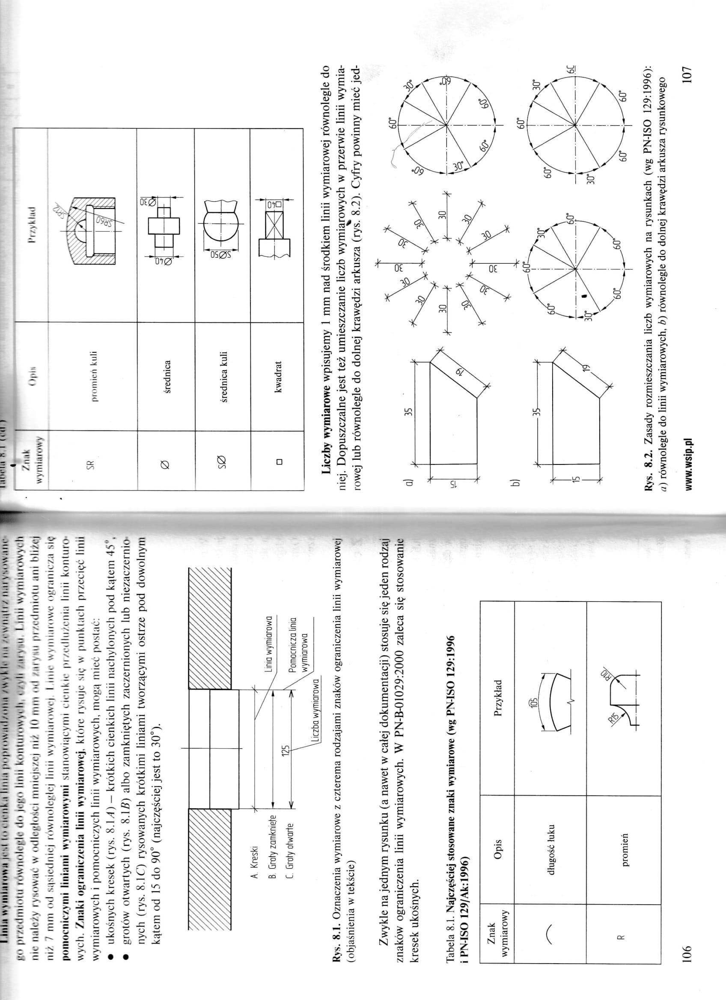 Linia wymiarowa jest to cienka linia poprowadzona zwykle na zewnątrz narysowane-
go przedmiotu równolegle do jego linii konturowych, czyli zarysu. Linii wymiarowych
nie należy rysować w odległości mniejszej niż 10 mm od zarysu przedmiotu ani bliżej
niż 7 mm od sąsiedniej równoległej linii wymiarowej. Linie wymiarowe ogranicza się
pomocniczymi liniami wymiarowymi stanowiącymi cienkie przedłużenia linii konturo-
wych. Znaki ograniczenia linii wymiarowej, które rysuje się w punktach przecięć linii
wymiarowych i pomocniczych linii wymiarowych, mogą mieć postać:
● ukośnych kresek (rys. 8.1A) – krótkich cienkich linii nachylonych pod kątem 45°,
● grotów otwartych (rys. 8.1B) albo zamkniętych zaczernionych lub niezaczernio-
nych (rys. 8.1C) rysowanych krótkimi liniami tworzącymi ostrze pod dowolnym
kątem od 15 do 90° (najczęściej jest to 30°).
A. Kreski
Linia wymiarowa
B. Groty zamknięte
C. Groty otwarte
125
Pomocnicza linia
wymiarowa
Liczba wymiarowa
Rys. 8.1. Oznaczenia wymiarowe z czterema rodzajami znaków ograniczenia linii wymiarowej
(objaśnienia w tekście)
Zwykle na jednym rysunku (a nawet w całej dokumentacji) stosuje się jeden rodzaj
znaków ograniczenia linii wymiarowych. W PN-B-01029:2000 zaleca się stosowanie
kresek ukośnych.
Tabela 8.1. Najczęściej stosowane znaki wymiarowe (wg PN-ISO 129:1996
i PN-ISO 129/Ak:1996)
Znak
wymiarowy
Opis
Przykład
długość łuku
105
R
promień
R15
R10
106
Tabela 8.1 (cd.)
Znak
wymiarowy
Opis
Przykład
SR
promień kuli
SR12
SR60
Ø
średnica
Ø40
Ø30
SØ
średnica kuli
SØ50
□
kwadrat
□40
Liczby wymiarowe wpisujemy 1 mm nad środkiem linii wymiarowej równolegle do
niej. Dopuszczalne jest też umieszczanie liczb wymiarowych w przerwie linii wymia-
rowej lub równolegle do dolnej krawędzi arkusza (rys. 8.2). Cyfry powinny mieć jed-
a)
35
15
19
30
30
30
30
30
30
30
30
30
30
30
30
60°
30°
60°
60°
60°
30°
60°
b)
35
15
19
60°
30°
60°
60°
60°
30°
60°
60°
30°
60
60°
60°
30°
60°
Rys. 8.2. Zasady rozmieszczania liczb wymiarowych na rysunkach (wg PN-ISO 129:1996):
a) równolegle do linii wymiarowych, b) równolegle do dolnej krawędzi arkusza rysunkowego
www.wsip.pl
107